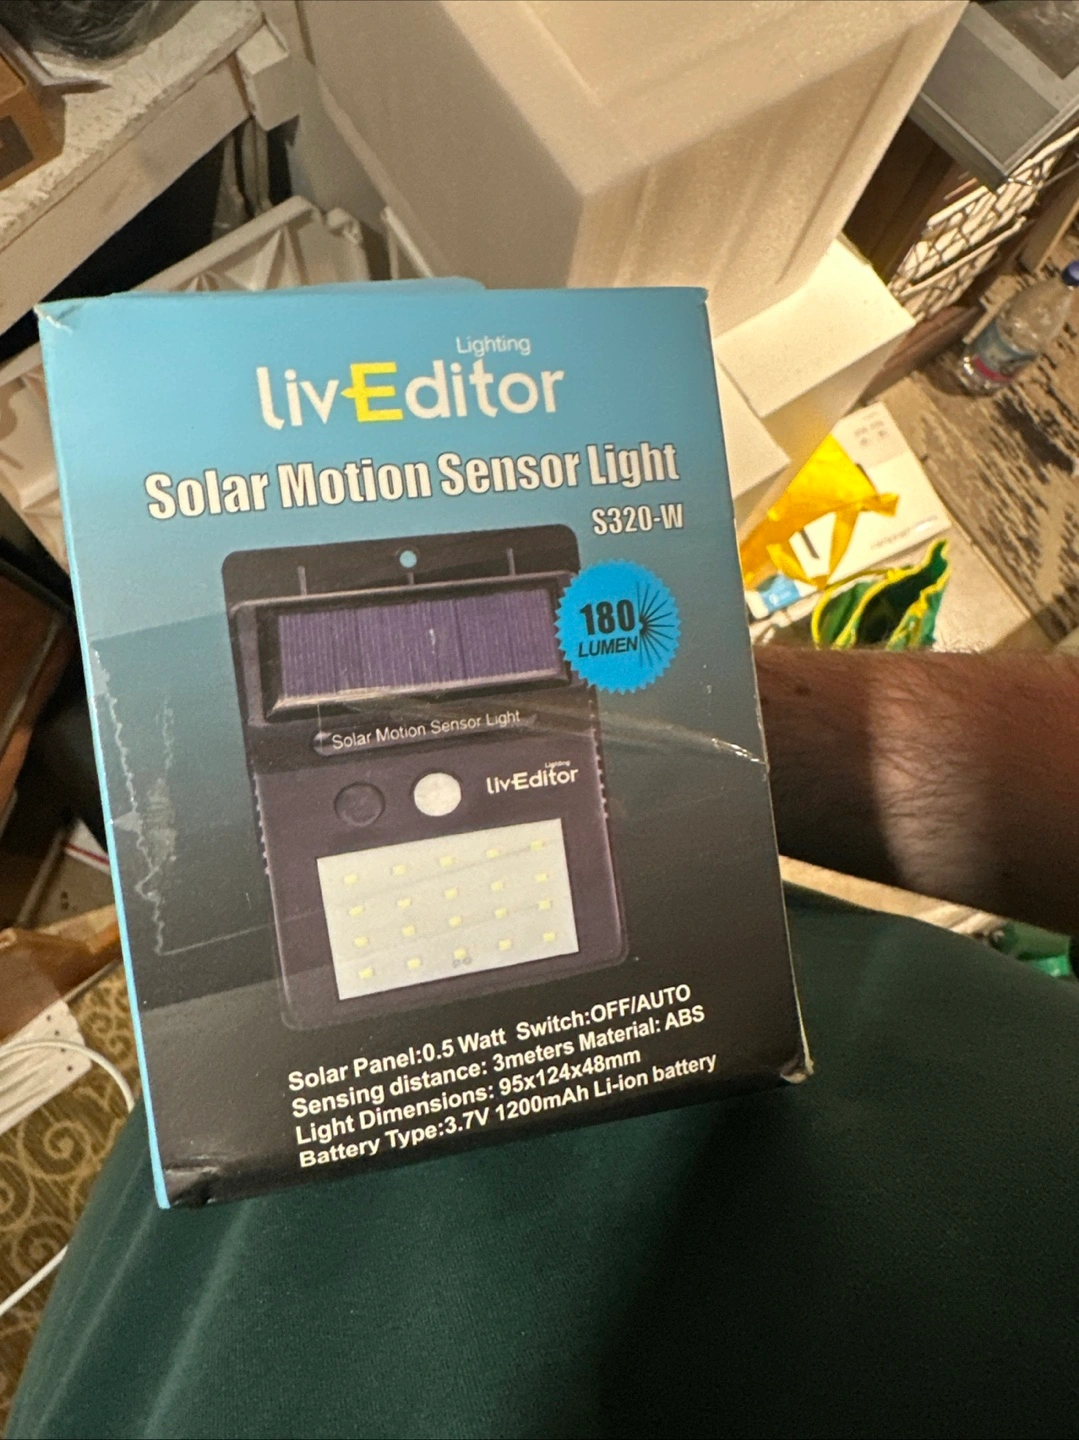 Lighting
livEditor
Solar Motion Sensor Light
S320-W
180
LUMEN
Solar Motion Sensor Light
Lighting
livEditor
Solar Panel:0.5 Watt Switch:OFF/AUTO
Sensing distance: 3meters Material: ABS
Light Dimensions: 95x124x48mm
Battery Type:3.7V 1200mAh Li-ion battery